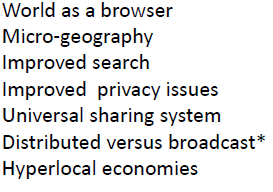 World as a browser
Micro-geography
Improved search
Improved  privacy issues
Universal sharing system
Distributed versus broadcast*
Hyperlocal economies